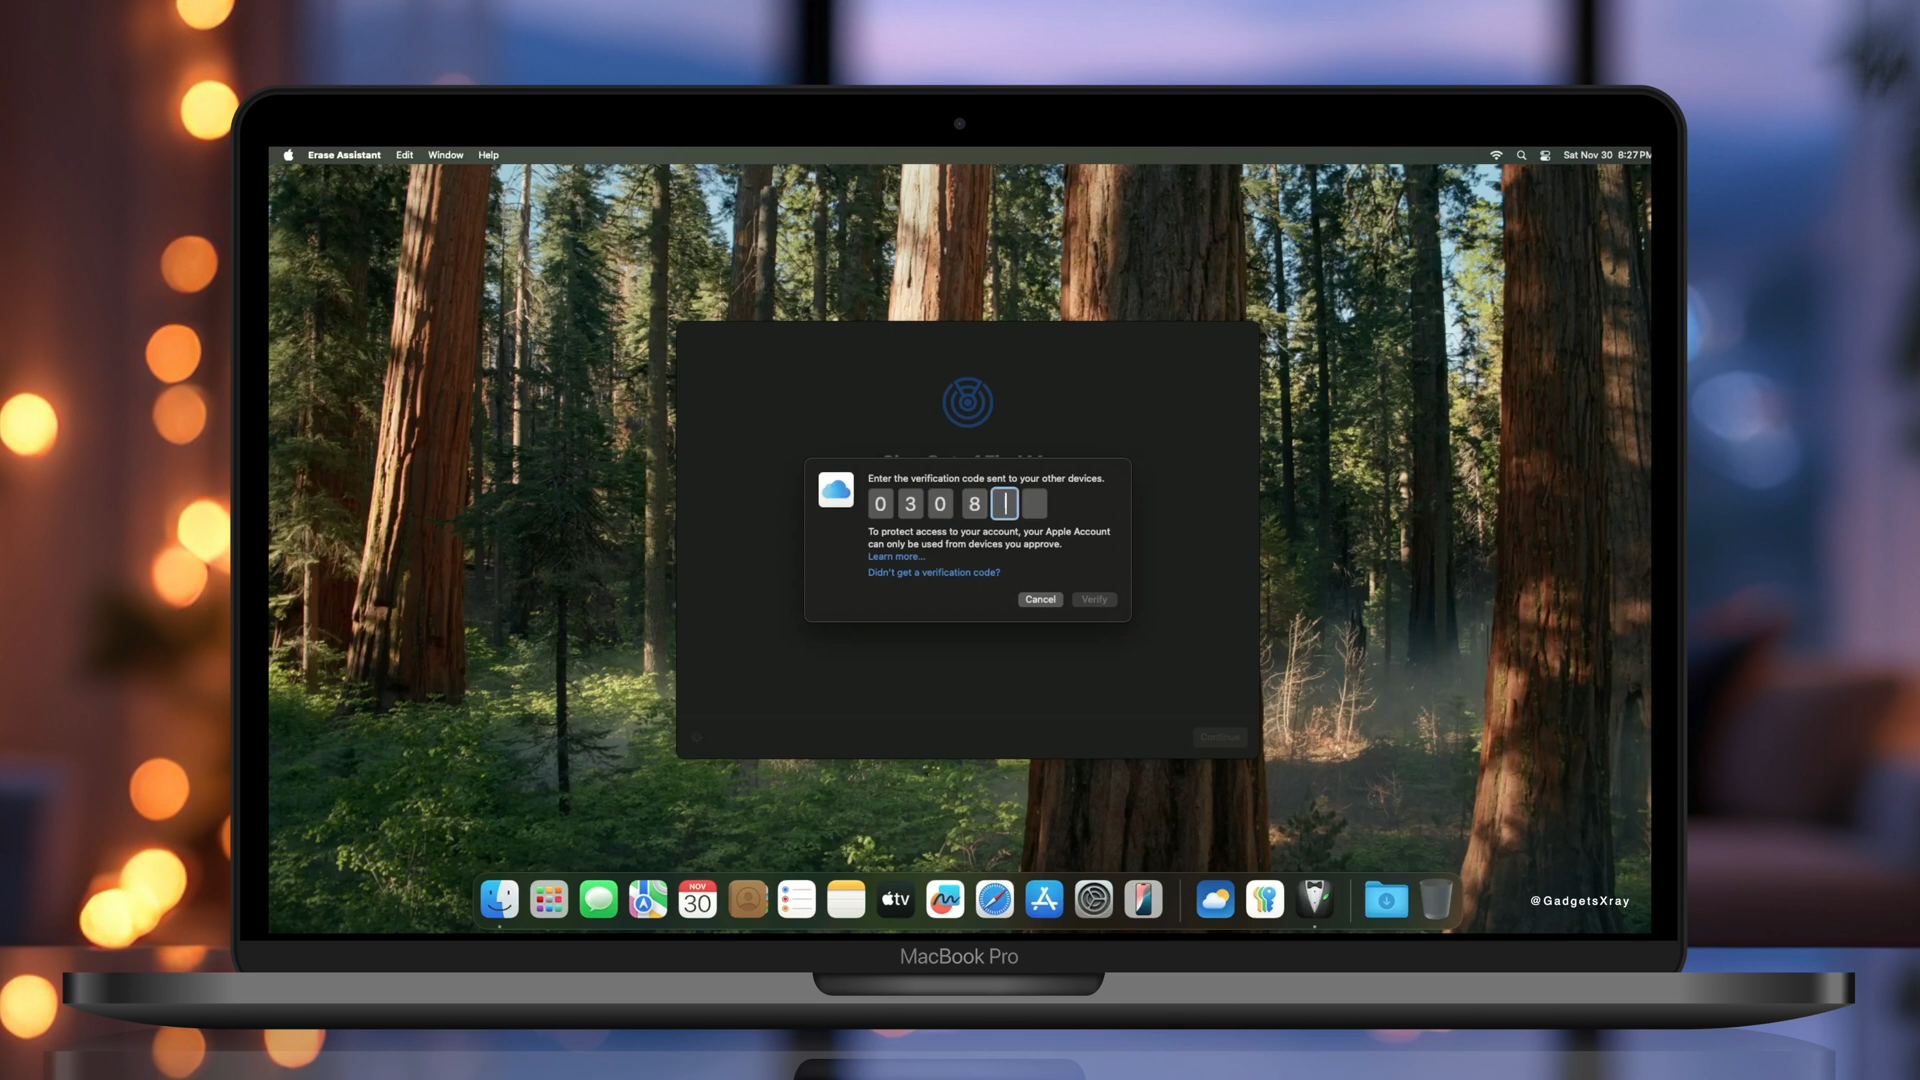 Erase Assistant Edit Window Help
Sat Nov 30 8:27 PM
Enter the verification code sent to your other devices.
0 3 0 8
To protect access to your account, your Apple Account
can only be used from devices you approve.
Learn more...
Didn't get a verification code?
Cancel Verify
Continue
NOV
30
tv
@GadgetsXray
MacBook Pro